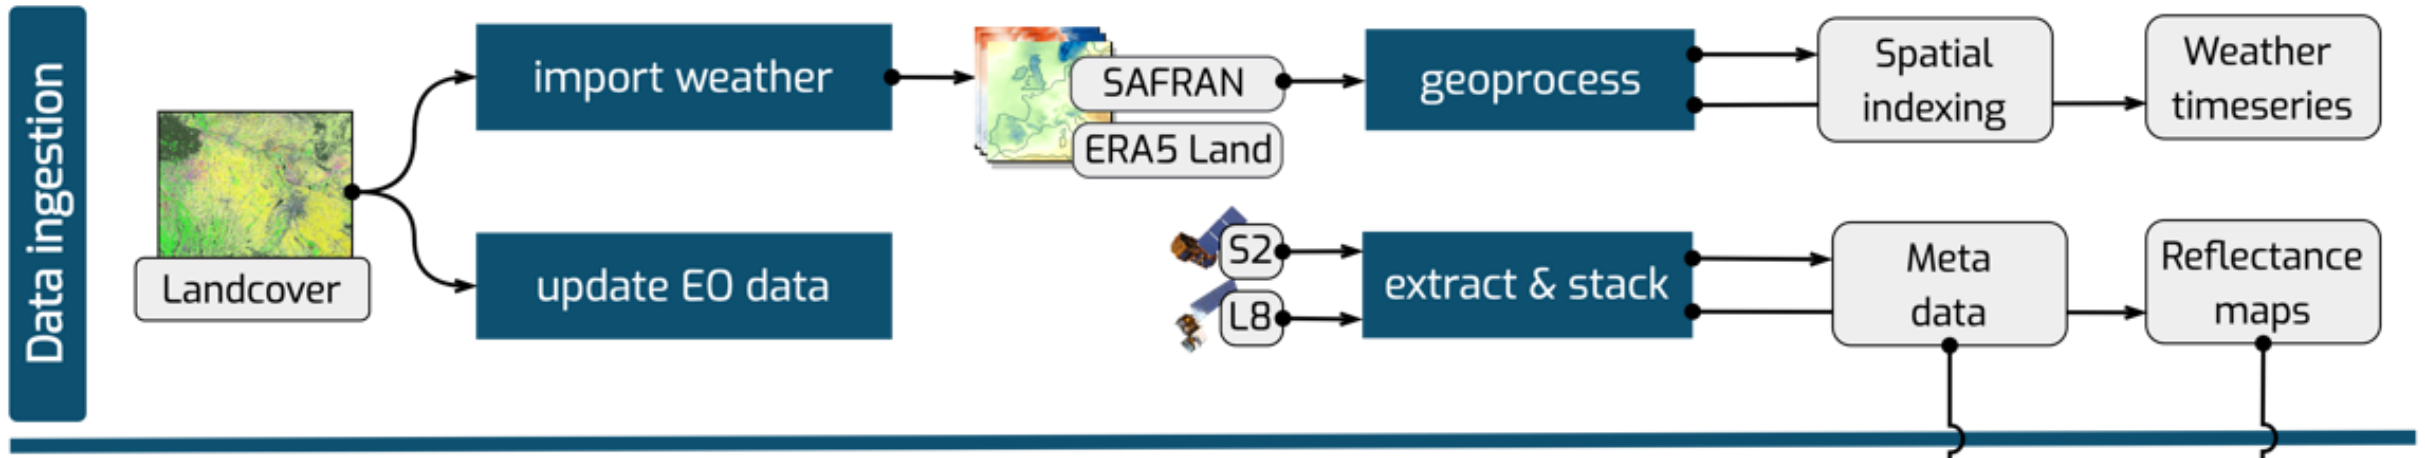 Data ingestion
Landcover
import weather
update EO data
SAFRAN
ERA5 Land
geoprocess
Spatial
indexing
Weather
timeseries
S2
L8
extract & stack
Meta
data
Reflectance
maps